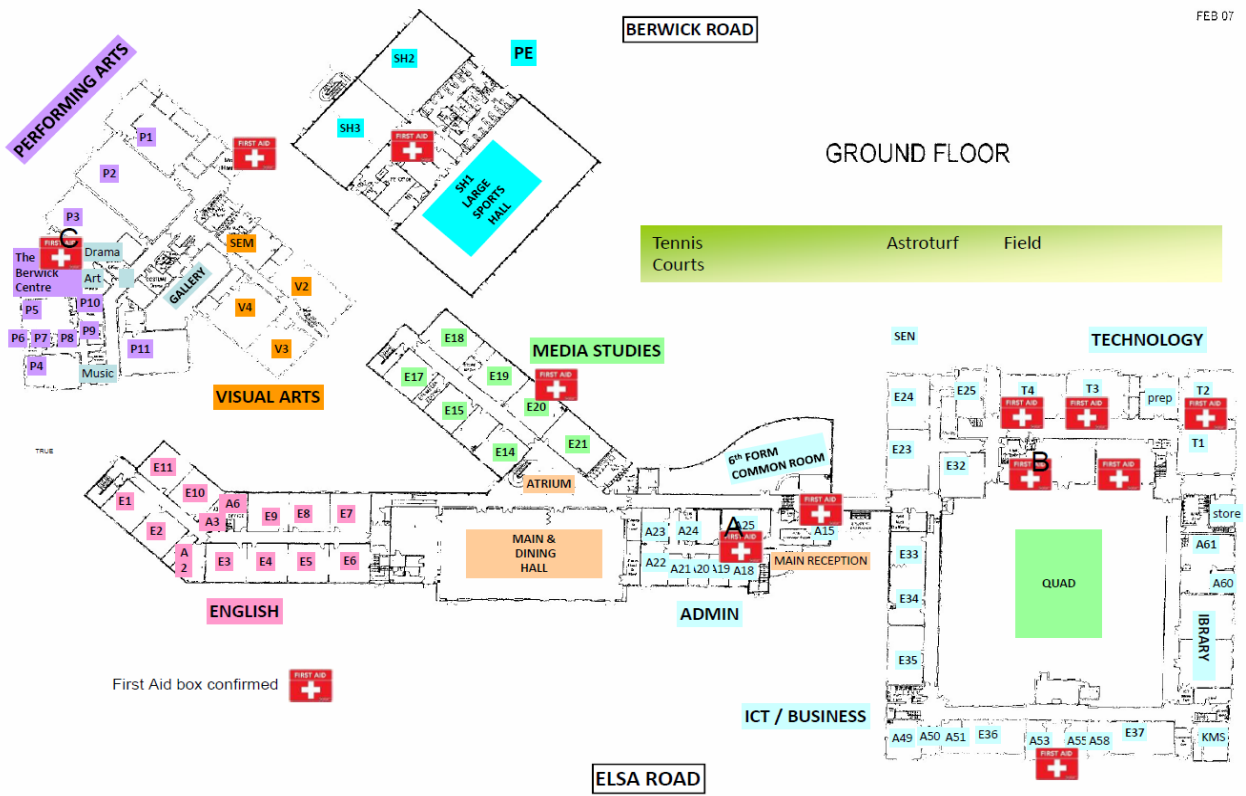 FEB 07
BERWICK ROAD
PE
PERFORMING ARTS
SH2
SH3
SH1
LARGE
SPORTS
HALL
GROUND FLOOR
P1
P2
P3
FIRST AID
FIRST AID
C
FIRST AID
The
Berwick
Centre
Drama
Art
GALLERY
SEM
V2
V4
V3
P5
P10
P6
P7
P8
P9
P4
P11
Music
VISUAL ARTS
Tennis
Courts
Astroturf
Field
E18
MEDIA STUDIES
E17
E19
FIRST AID
E15
E20
E14
E21
ATRIUM
6th FORM
COMMON ROOM
SEN
TECHNOLOGY
E24
E25
T4
T3
prep
T2
FIRST AID
FIRST AID
FIRST AID
E23
E32
T1
B
FIRST AID
FIRST AID
TRUE
E11
E10
E1
E2
A6
A3
E9
E8
E7
A
2
E3
E4
E5
E6
ENGLISH
MAIN &
DINING
HALL
A23
A24
A25
A
FIRST AID
FIRST AID
A15
A22
A21
A20
A19
A18
MAIN RECEPTION
ADMIN
E33
E34
E35
QUAD
store
A61
A60
IBRARY
First Aid box confirmed
FIRST AID
ICT / BUSINESS
A49
A50
A51
E36
A53
A55
A58
E37
KMS
FIRST AID
ELSA ROAD